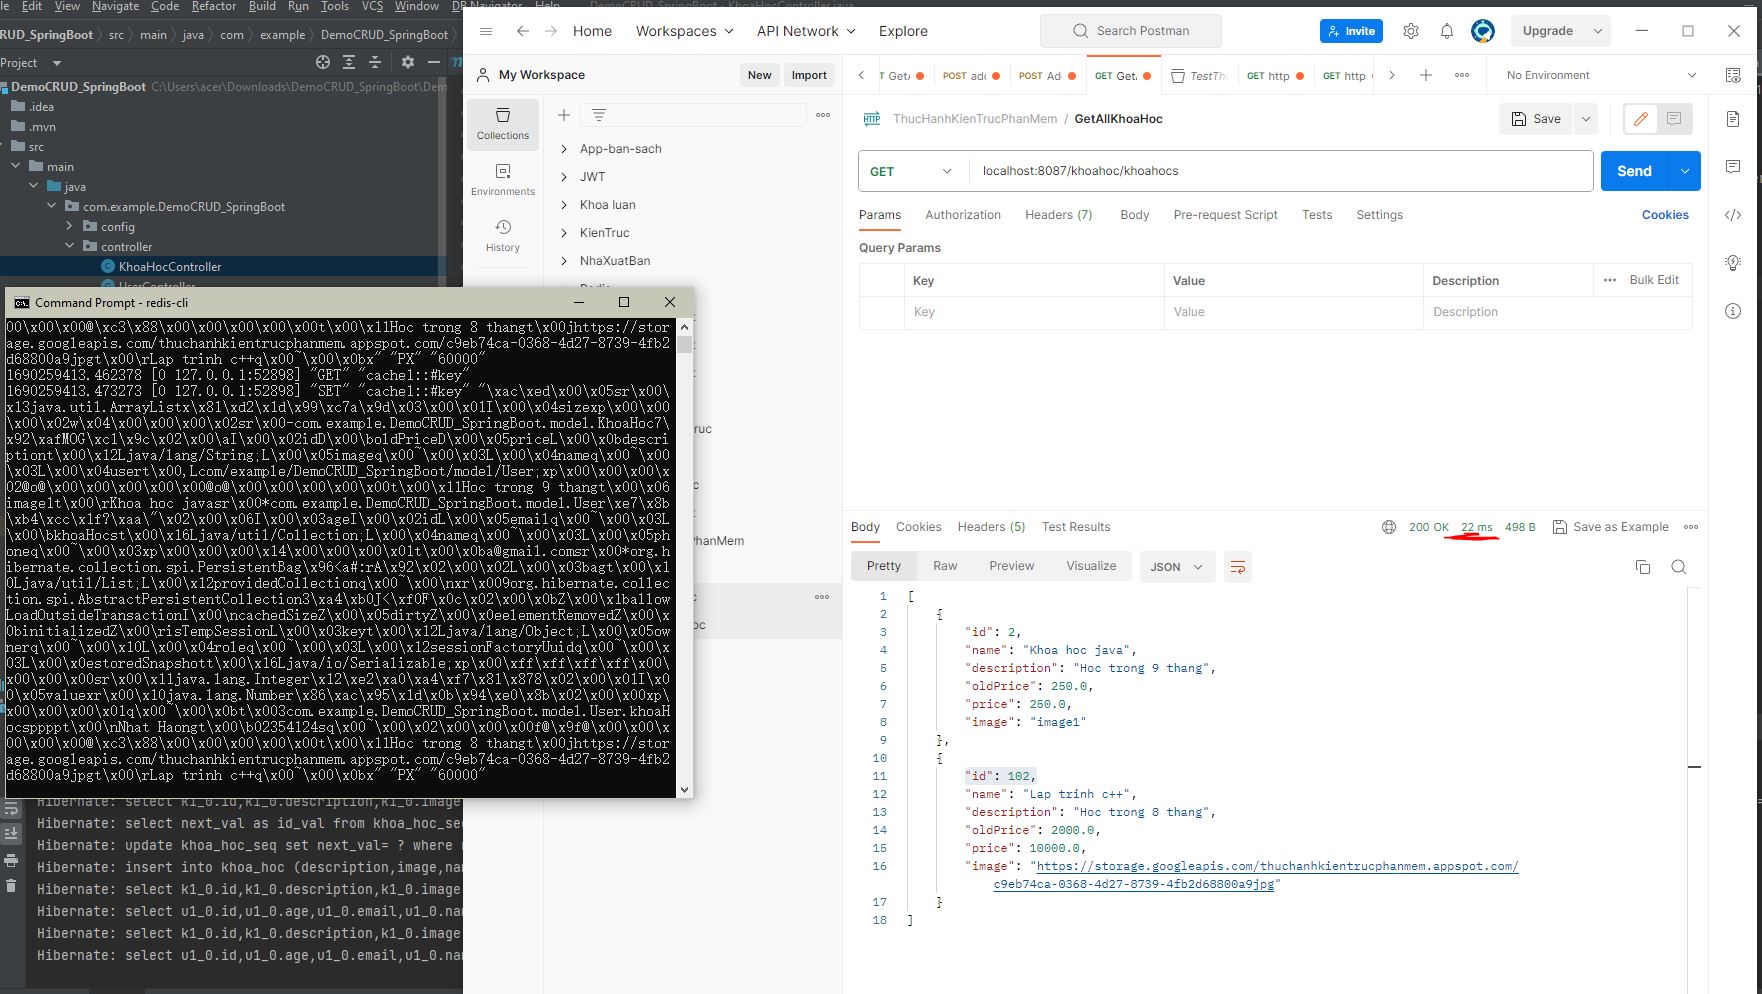 le Edit View Navigate Code Refactor Build Run Tools VCS Window DB Navigator Help DemoCRUD_SpringBoot - KhoaHocController.java
RUD_SpringBoot src main java com example DemoCRUD_SpringBoot
Project
DemoCRUD_SpringBoot C:\Users\acer\Downloads\DemoCRUD_SpringBoot\Dem
.idea
.mvn
src
main
java
com.example.DemoCRUD_SpringBoot
config
controller
KhoaHocController
UserController
Home Workspaces API Network Explore
Search Postman
Invite
Upgrade
My Workspace
New Import
Collections
Environments
History
App-ban-sach
JWT
Khoa luan
KienTruc
NhaXuatBan
Redis
ruc
c
PhanMem
c
oc
GetA POST add POST Ad GET GetA TestTh GET http GET http
No Environment
HTTP ThucHanhKienTrucPhanMem / GetAllKhoaHoc
Save
GET localhost:8087/khoahoc/khoahocs
Send
Params Authorization Headers (7) Body Pre-request Script Tests Settings Cookies
Query Params
Key Value Description Bulk Edit
Key Value Description
Body Cookies Headers (5) Test Results
200 OK 22 ms 498 B Save as Example
Pretty Raw Preview Visualize JSON
1 [
2 {
3 "id": 2,
4 "name": "Khoa hoc java",
5 "description": "Hoc trong 9 thang",
6 "oldPrice": 250.0,
7 "price": 250.0,
8 "image": "image1"
9 },
10 {
11 "id": 102,
12 "name": "Lap trinh c++",
13 "description": "Hoc trong 8 thang",
14 "oldPrice": 2000.0,
15 "price": 10000.0,
16 "image": "https://storage.googleapis.com/thuchanhkientrucphanmem.appspot.com/
c9eb74ca-0368-4d27-8739-4fb2d68800a9jpg"
17 }
18 ]
Command Prompt - redis-cli
00\x00\x00@\xc3\x88\x00\x00\x00\x00\x00t\x00\x11Hoc trong 8 thangt\x00jhttps://stor
age.googleapis.com/thuchanhkientrucphanmem.appspot.com/c9eb74ca-0368-4d27-8739-4fb2
d68800a9jpgt\x00\rLap trinh c++q\x00~\x00\x0bx" "PX" "60000"
1690259413.462378 [0 127.0.0.1:52898] "GET" "cache1::#key"
1690259413.473273 [0 127.0.0.1:52898] "SET" "cache1::#key" "\xac\xed\x00\x05sr\x00\
x13java.util.ArrayListx\x81\xd2\x1d\x99\xc7a\x9d\x03\x00\x01I\x00\x04sizexp\x00\x00
\x00\x02w\x04\x00\x00\x00\x02sr\x00-com.example.DemoCRUD_SpringBoot.model.KhoaHoc7\
x92\xafMOG\xc1\x9c\x02\x00\aI\x00\x02idD\x00\boldPriceD\x00\x05priceL\x00\x0bdescri
ptiont\x00\x12Ljava/lang/String;L\x00\x05imageq\x00~\x00\x03L\x00\x04nameq\x00~\x00
\x03L\x00\x04usert\x00,Lcom/example/DemoCRUD_SpringBoot/model/User;xp\x00\x00\x00\x
02@o@\x00\x00\x00\x00\x00@o@\x00\x00\x00\x00\x00t\x00\x11Hoc trong 9 thangt\x00\x06
image1t\x00\rKhoa hoc javasr\x00*com.example.DemoCRUD_SpringBoot.model.User\xe7\x8b
\xb4\xcc\x1f?\xaa\"\x02\x00\x06I\x00\x03ageI\x00\x02idL\x00\x05emailq\x00~\x00\x03L
\x00\bkhoaHocst\x00\x16Ljava/util/Collection;L\x00\x04nameq\x00~\x00\x03L\x00\x05ph
oneq\x00~\x00\x03xp\x00\x00\x00\x14\x00\x00\x00\x01t\x00\x0ba@gmail.comsr\x00*org.h
ibernate.collection.spi.PersistentBag\x96<a#:rA\x92\x02\x00\x02L\x00\x03bagt\x00\x1
0Ljava/util/List;L\x00\x12providedCollectionq\x00~\x00\nxr\x009org.hibernate.collec
tion.spi.AbstractPersistentCollection3\xa4\xb0J<\xf0F\x0c\x02\x00\x0bZ\x00\x1ballow
LoadOutsideTransactionI\x00\ncachedSizeZ\x00\x05dirtyZ\x00\x0eelementRemovedZ\x00\x
0binitializedZ\x00\risTempSessionL\x00\x03keyt\x00\x12Ljava/lang/Object;L\x00\x05ow
nerq\x00~\x00\x10L\x00\x04roleq\x00~\x00\x03L\x00\x12sessionFactoryUuidq\x00~\x00\x
03L\x00\x0estoredSnapshott\x00\x16Ljava/io/Serializable;xp\x00\xff\xff\xff\xff\x00\
x00\x00\x00\x00sr\x00\x11java.lang.Integer\x12\xe2\xa0\xa4\xf7\x81\x878\x02\x00\x01I\x0
0\x05valuexr\x00\x10java.lang.Number\x86\xac\x95\x1d\x0b\x94\xe0\x8b\x02\x00\x00xp\
x00\x00\x00\x01q\x00~\x00\x0bt\x003com.example.DemoCRUD_SpringBoot.model.User.khoaH
ocsppppt\x00\nNhat Haongt\x00\b02354124sq\x00~\x00\x02\x00\x00\x00f@\x9f@\x00\x00\x
00\x00\x00@\xc3\x88\x00\x00\x00\x00\x00t\x00\x11Hoc trong 8 thangt\x00jhttps://stor
age.googleapis.com/thuchanhkientrucphanmem.appspot.com/c9eb74ca-0368-4d27-8739-4fb2
d68800a9jpgt\x00\rLap trinh c++q\x00~\x00\x0bx" "PX" "60000"
Hibernate: select k1_0.id,k1_0.description,k1_0.image
Hibernate: select next_val as id_val from khoa_hoc_se
Hibernate: update khoa_hoc_seq set next_val= ? where
Hibernate: insert into khoa_hoc (description,image,na
Hibernate: select k1_0.id,k1_0.description,k1_0.image
Hibernate: select u1_0.id,u1_0.age,u1_0.email,u1_0.na
Hibernate: select k1_0.id,k1_0.description,k1_0.image
Hibernate: select u1_0.id,u1_0.age,u1_0.email,u1_0.na